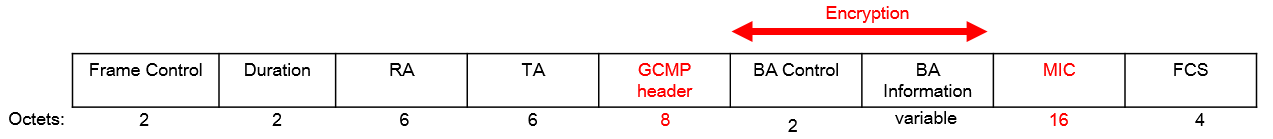 Encryption
Frame Control Duration RA TA GCMP header BA Control BA Information MIC FCS
Octets: 2 2 6 6 8 2 variable 16 4